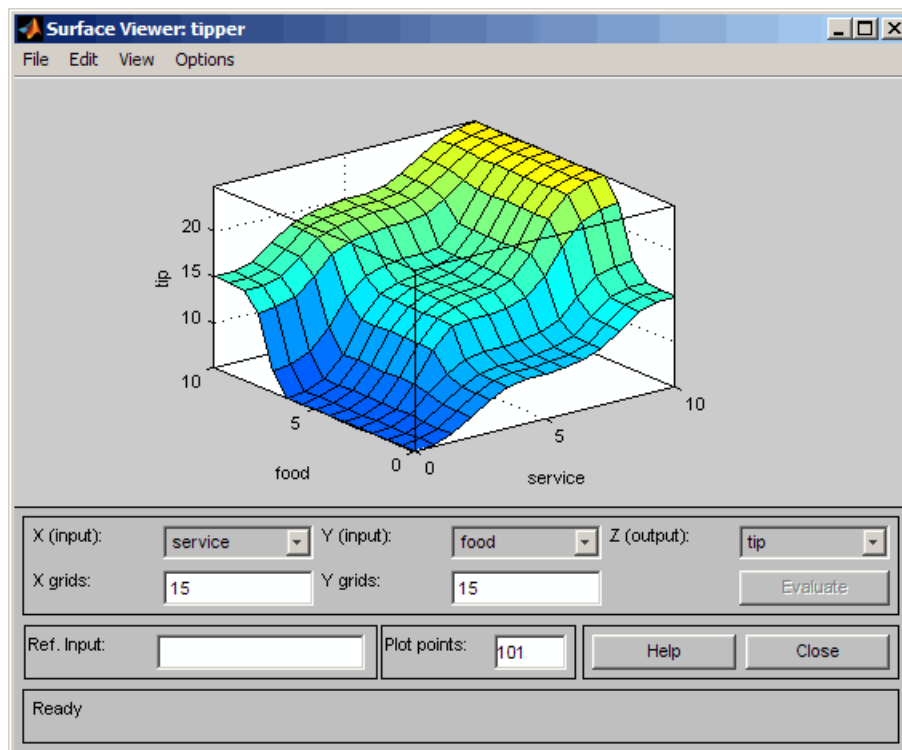 Surface Viewer: tipper
File Edit View Options
20
15
10
tip
10
5
0
food
0
5
10
service
X (input): service Y (input): food Z (output): tip
X grids: 15 Y grids: 15 Evaluate
Ref. Input: Plot points: 101 Help Close
Ready